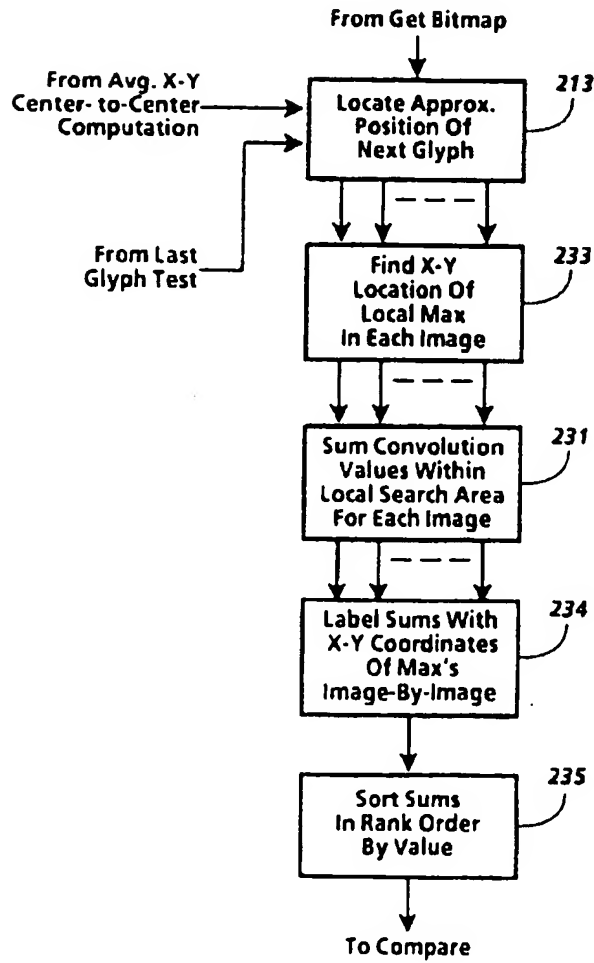 From Get Bitmap
213
From Avg. X-Y
Center- to-Center
Computation
Locate Approx.
Position Of
Next Glyph
From Last
Glyph Test
233
Find X-Y
Location Of
Local Max
In Each Image
231
Sum Convolution
Values Within
Local Search Area
For Each Image
234
Label Sums With
X-Y Coordinates
Of Max's
Image-By-Image
235
Sort Sums
In Rank Order
By Value
To Compare